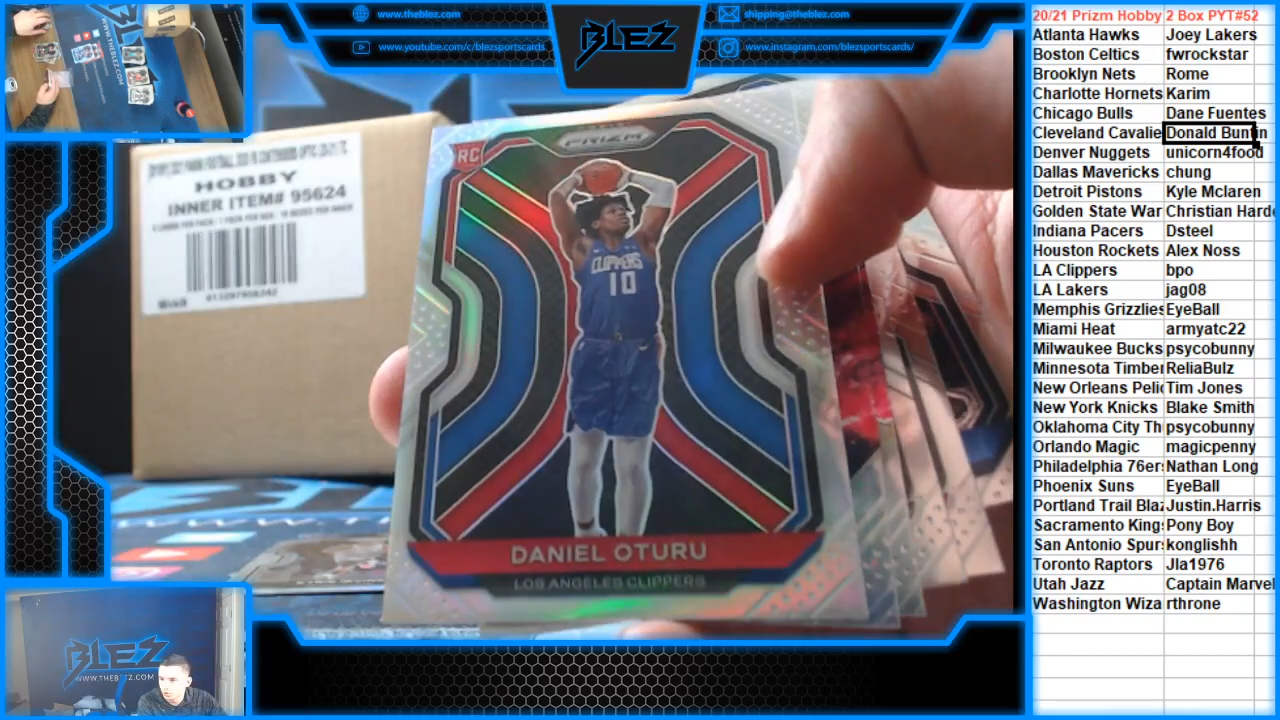 www.theblez.com
www.youtube.com/c/blezsportscards
BLEZ
shipping@theblez.com
www.instagram.com/blezsportscards/
HOBBY
INNER ITEM# 95624
RC
PRIZM
CLIPPERS
10
DANIEL OTURU
LOS ANGELES CLIPPERS
BLEZ
WWW.THEBLEZ.COM
20/21 Prizm Hobby 2 Box PYT#52
Atlanta Hawks Joey Lakers
Boston Celtics fwrockstar
Brooklyn Nets Rome
Charlotte Hornets Karim
Chicago Bulls Dane Fuentes
Cleveland Cavalie Donald Buntin
Denver Nuggets unicorn4food
Dallas Mavericks chung
Detroit Pistons Kyle Mclaren
Golden State War Christian Hard
Indiana Pacers Dsteel
Houston Rockets Alex Noss
LA Clippers bpo
LA Lakers jag08
Memphis Grizzlies EyeBall
Miami Heat armyatc22
Milwaukee Bucks psycobunny
Minnesota Timber ReliaBulz
New Orleans Peli Tim Jones
New York Knicks Blake Smith
Oklahoma City Th psycobunny
Orlando Magic magicpenny
Philadelphia 76ers Nathan Long
Phoenix Suns EyeBall
Portland Trail Blaz Justin.Harris
Sacramento King Pony Boy
San Antonio Spur konglishh
Toronto Raptors Jla1976
Utah Jazz Captain Marvel
Washington Wiza rthrone